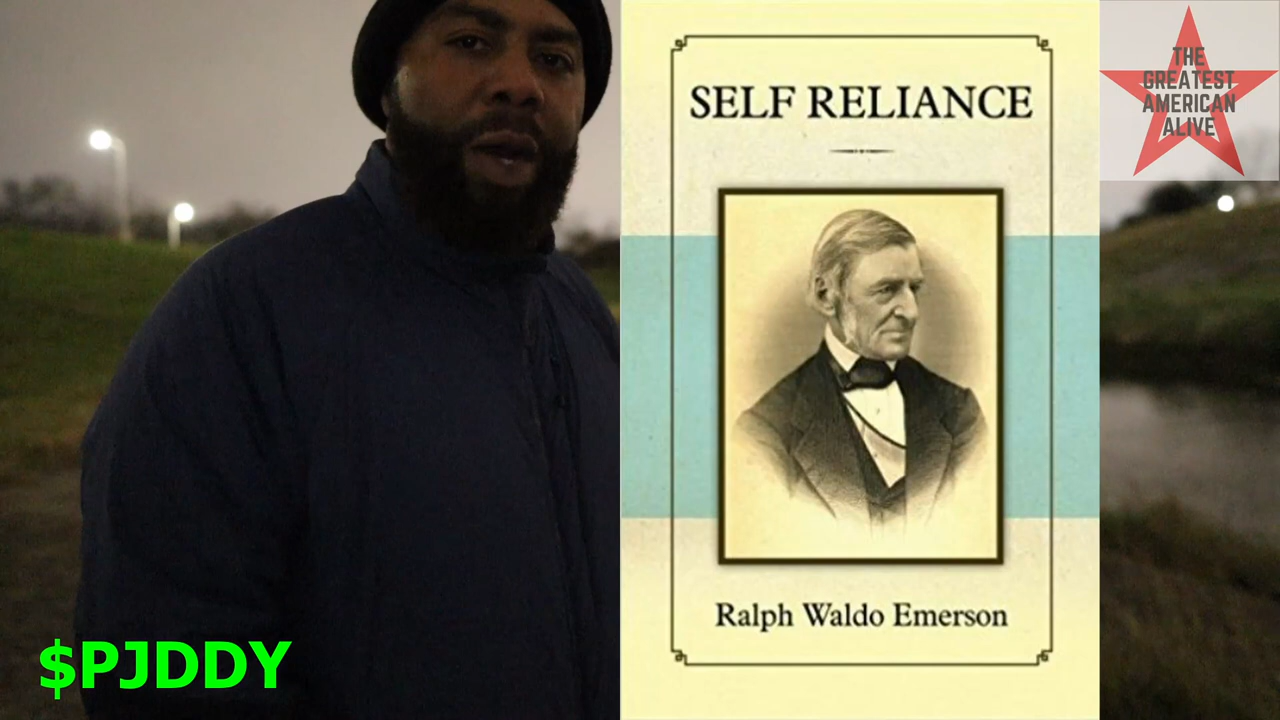 SELF RELIANCE
Ralph Waldo Emerson
THE
GREATEST
AMERICAN
ALIVE
$PJDDY